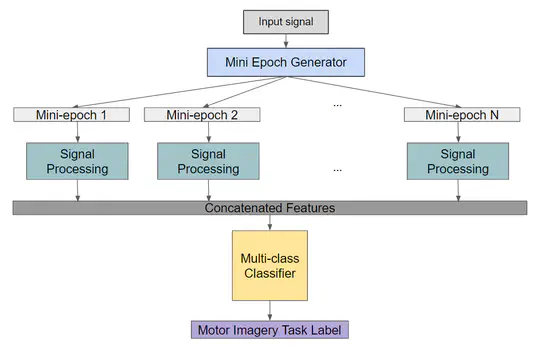 Input signal
Mini Epoch Generator
...
Mini-epoch 1
Mini-epoch 2
Mini-epoch N
Signal
Processing
Signal
Processing
...
Signal
Processing
Concatenated Features
Multi-class
Classifier
Motor Imagery Task Label